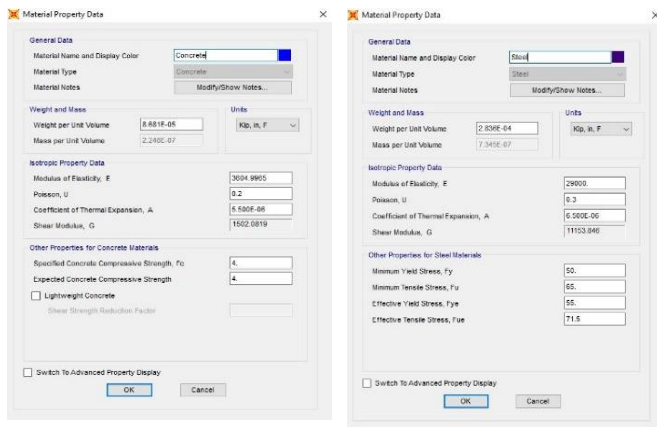 Material Property Data
General Data
Material Name and Display Color Concrete
Material Type Concrete
Material Notes Modify/Show Notes...
Weight and Mass
Units
Weight per Unit Volume 8.681E-05
Kip, in, F
Mass per Unit Volume 2.248E-07
Isotropic Property Data
Modulus of Elasticity, E 3604.9965
Poisson, U 0.2
Coefficient of Thermal Expansion, A 5.500E-06
Shear Modulus, G 1502.0819
Other Properties for Concrete Materials
Specified Concrete Compressive Strength, Fc 4.
Expected Concrete Compressive Strength 4.
Lightweight Concrete
Shear Strength Reduction Factor
Switch To Advanced Property Display
OK Cancel
Material Property Data
General Data
Material Name and Display Color Steel
Material Type Steel
Material Notes Modify/Show Notes...
Weight and Mass
Units
Weight per Unit Volume 2.836E-04
Kip, in, F
Mass per Unit Volume 7.345E-07
Isotropic Property Data
Modulus of Elasticity, E 29000.
Poisson, U 0.3
Coefficient of Thermal Expansion, A 6.500E-06
Shear Modulus, G 11153.846
Other Properties for Steel Materials
Minimum Yield Stress, Fy 50.
Minimum Tensile Stress, Fu 65.
Effective Yield Stress, Fye 55.
Effective Tensile Stress, Fue 71.5
Switch To Advanced Property Display
OK Cancel